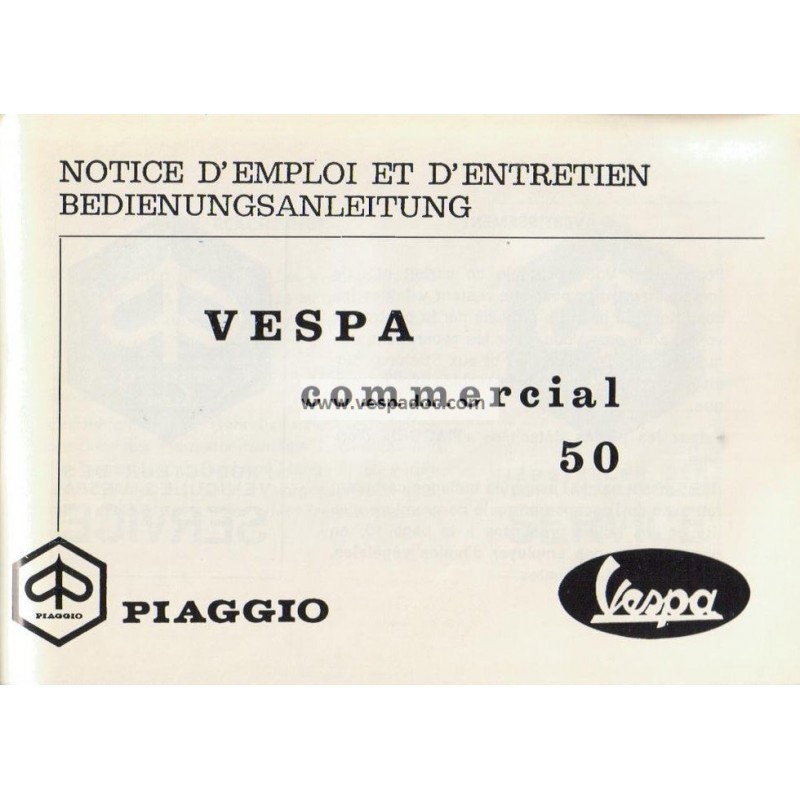 NOTICE D'EMPLOI ET D'ENTRETIEN
BEDIENUNGSANLEITUNG
VESPA
commercial
www.vespadoc.com
50
PIAGGIO
PIAGGIO
Vespa